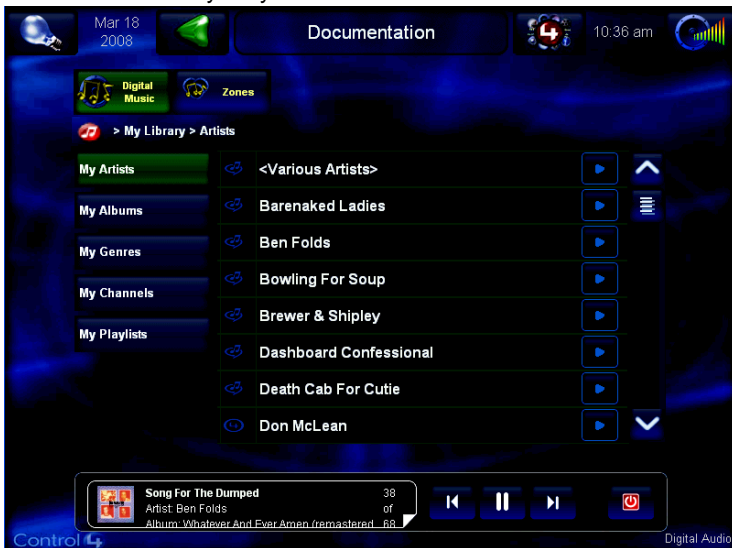 Mar 18
2008
Documentation
4
10:36 am
Digital
Music
Zones
> My Library > Artists
My Artists
<Various Artists>
My Albums
Barenaked Ladies
My Genres
Ben Folds
Bowling For Soup
My Channels
Brewer & Shipley
My Playlists
Dashboard Confessional
Death Cab For Cutie
Don McLean
Song For The Dumped
38
Artist: Ben Folds
of
Album: Whatever And Ever Amen (remastered
68
Control 4
Digital Audio